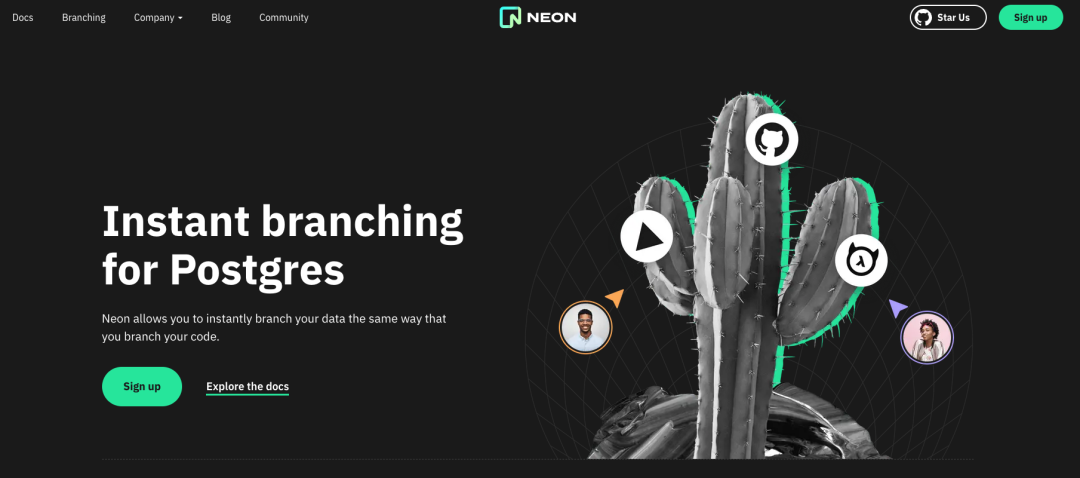 Docs
Branching
Company
Blog
Community
NEON
Star Us
Sign up
Instant branching
for Postgres
Neon allows you to instantly branch your data the same way that
you branch your code.
Sign up
Explore the docs